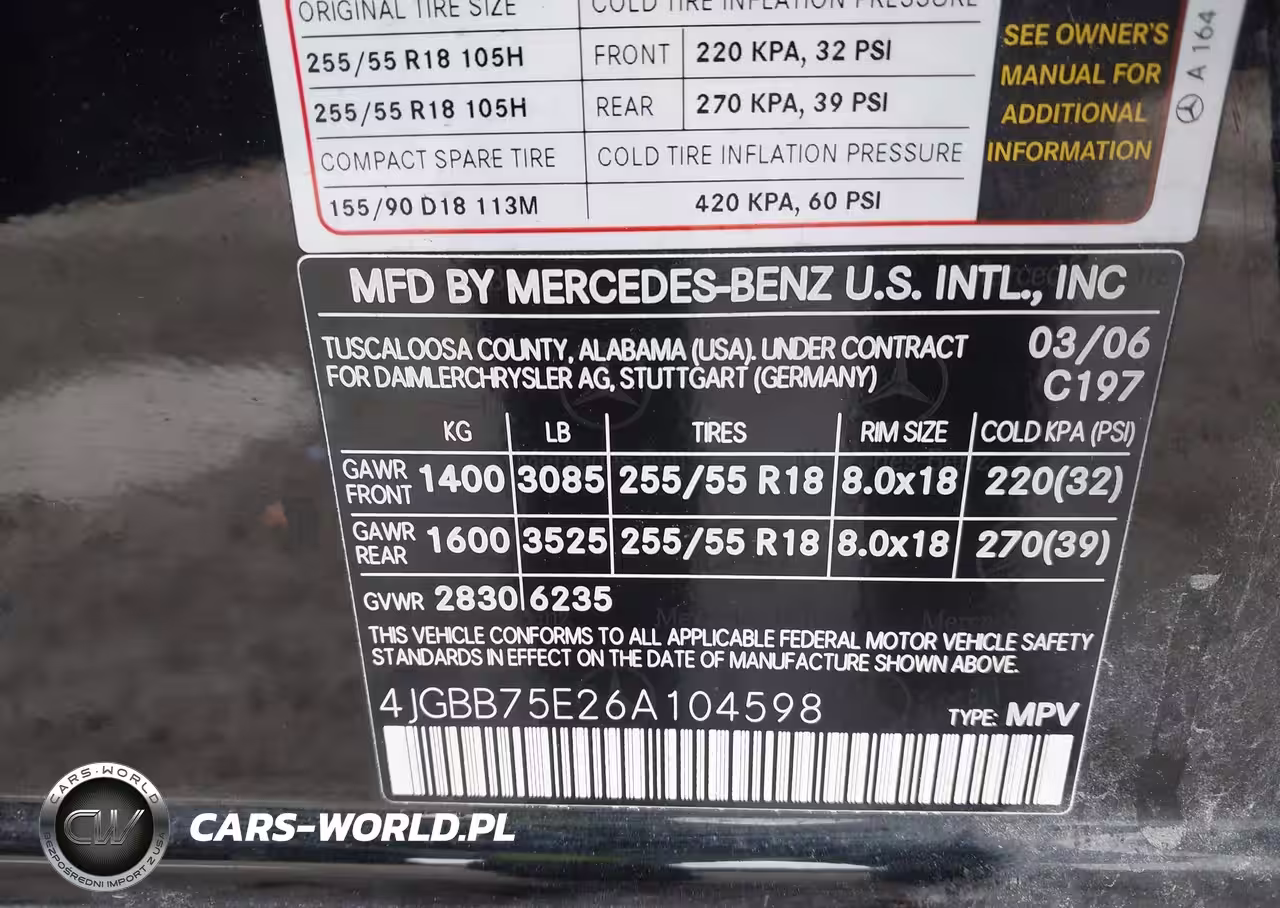 ORIGINAL TIRE SIZE COLD TIRE INFLATION PRESSURE
255/55 R18 105H FRONT 220 KPA, 32 PSI
255/55 R18 105H REAR 270 KPA, 39 PSI
COMPACT SPARE TIRE COLD TIRE INFLATION PRESSURE
155/90 D18 113M 420 KPA, 60 PSI
SEE OWNER'S
MANUAL FOR
ADDITIONAL
INFORMATION
A 164
MFD BY MERCEDES-BENZ U.S. INTL., INC
TUSCALOOSA COUNTY, ALABAMA (USA). UNDER CONTRACT 03/06
FOR DAIMLERCHRYSLER AG, STUTTGART (GERMANY) C197
KG LB TIRES RIM SIZE COLD KPA (PSI)
GAWR FRONT 1400 3085 255/55 R18 8.0x18 220(32)
GAWR REAR 1600 3525 255/55 R18 8.0x18 270(39)
GVWR 2830 6235
THIS VEHICLE CONFORMS TO ALL APPLICABLE FEDERAL MOTOR VEHICLE SAFETY
STANDARDS IN EFFECT ON THE DATE OF MANUFACTURE SHOWN ABOVE.
4JGBB75E26A104598 TYPE: MPV
CARS-WORLD
CW
BEZPOŚREDNI IMPORT Z USA
CARS-WORLD.PL